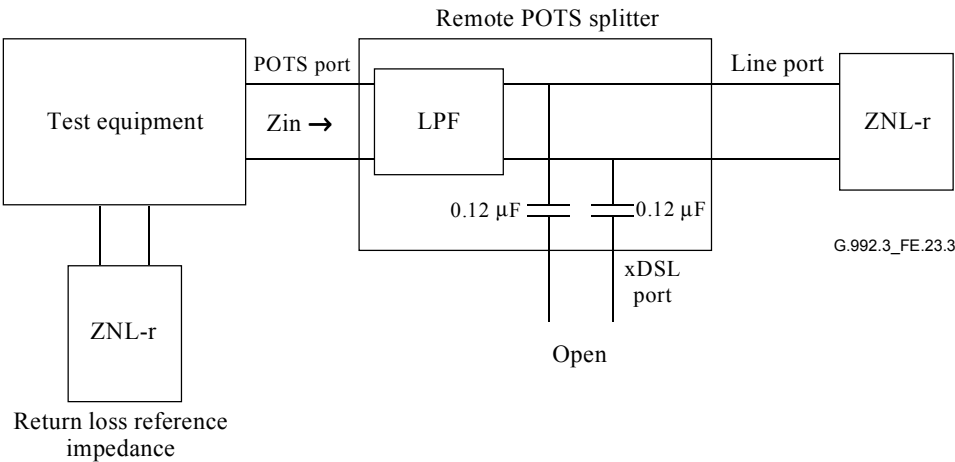 Remote POTS splitter
POTS port
Line port
Test equipment
Zin →
LPF
ZNL-r
0.12 µF
0.12 µF
G.992.3_FE.23.3
xDSL
port
ZNL-r
Open
Return loss reference
impedance